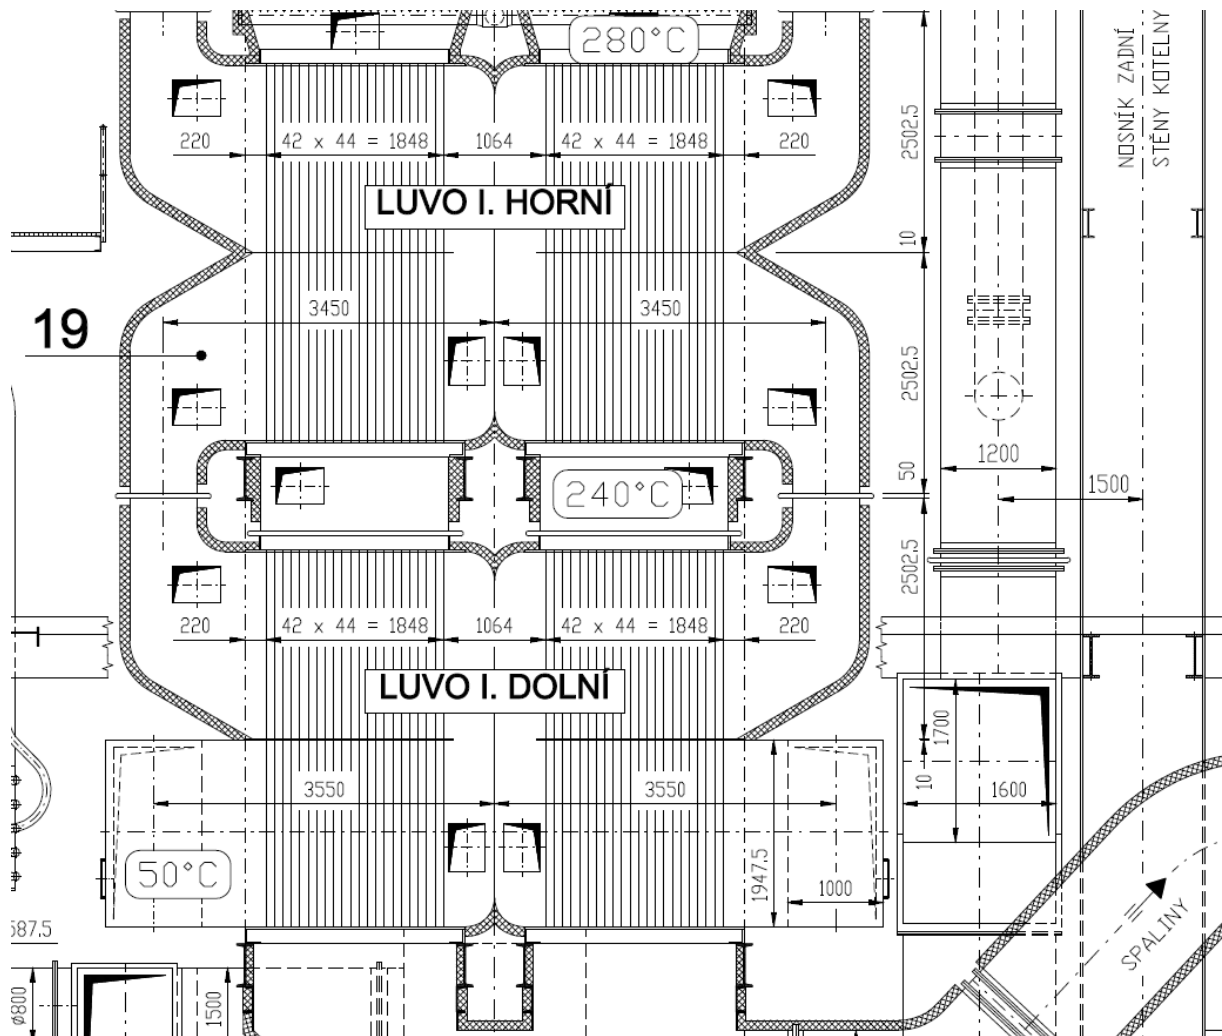 280°C
NOSNÍK ZADNÍ
STĚNY KOTELNY
2502.5
220
42 x 44 = 1848
1064
42 x 44 = 1848
220
LUVO I. HORNÍ
10
3450
3450
19
2502.5
240°C
50
1200
1500
2502.5
220
42 x 44 = 1848
1064
42 x 44 = 1848
220
LUVO I. DOLNÍ
1700
10
3550
3550
1600
50°C
1947.5
1000
587.5
SPALINY
ø800
1500